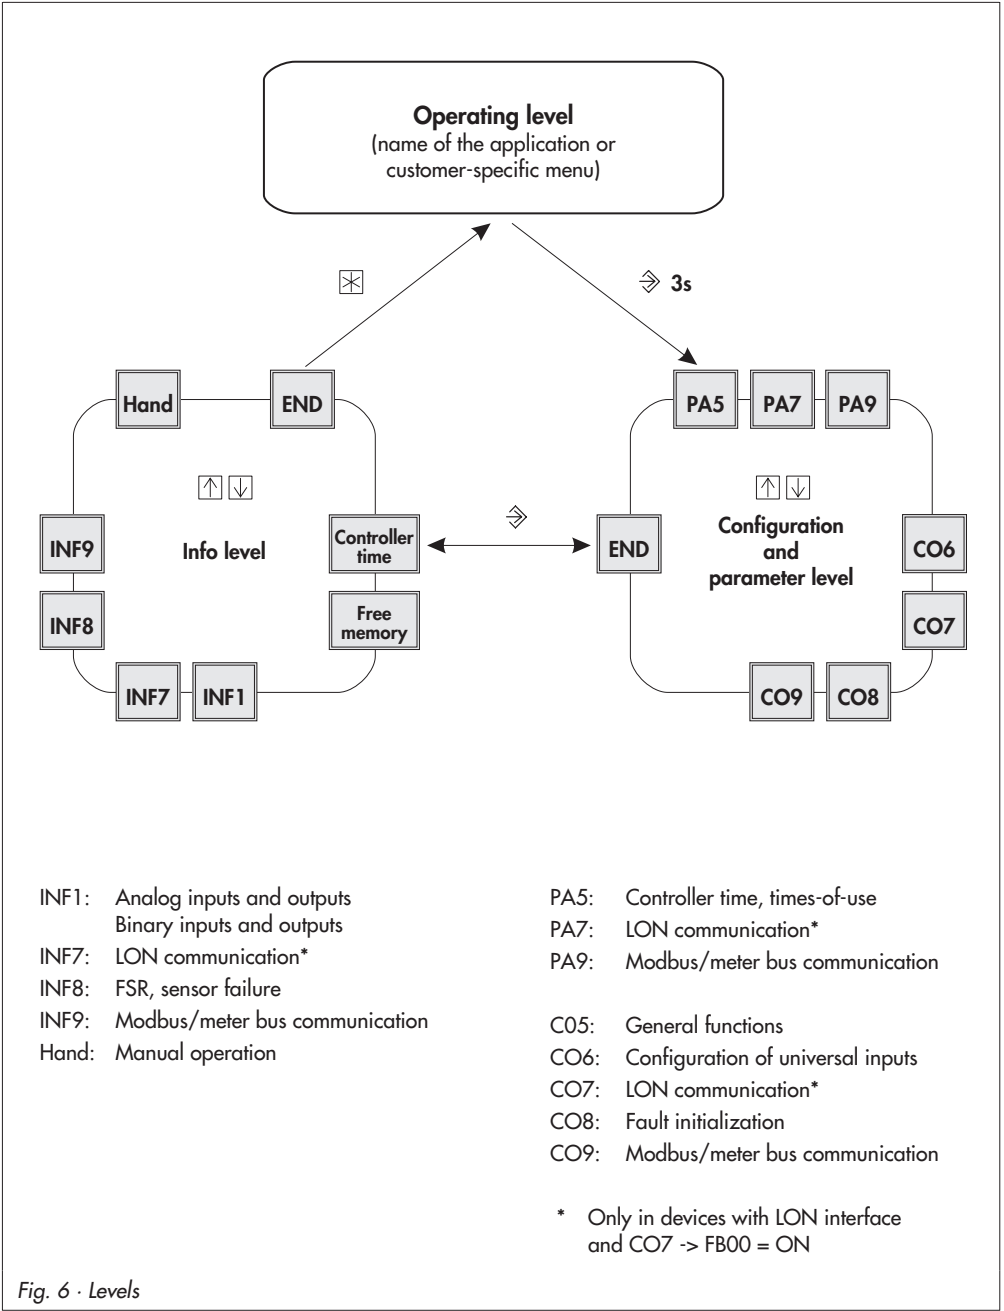 Operating level
(name of the application or
customer-specific menu)
3s
Hand
END
PA5
PA7
PA9
INF9
Info level
Controller
time
END
Configuration
and
parameter level
CO6
INF8
Free
memory
CO7
INF7
INF1
CO9
CO8
INF1: Analog inputs and outputs
Binary inputs and outputs
INF7: LON communication*
INF8: FSR, sensor failure
INF9: Modbus/meter bus communication
Hand: Manual operation
PA5: Controller time, times-of-use
PA7: LON communication*
PA9: Modbus/meter bus communication
C05: General functions
CO6: Configuration of universal inputs
CO7: LON communication*
CO8: Fault initialization
CO9: Modbus/meter bus communication
* Only in devices with LON interface
and CO7 -> FB00 = ON
Fig. 6 · Levels